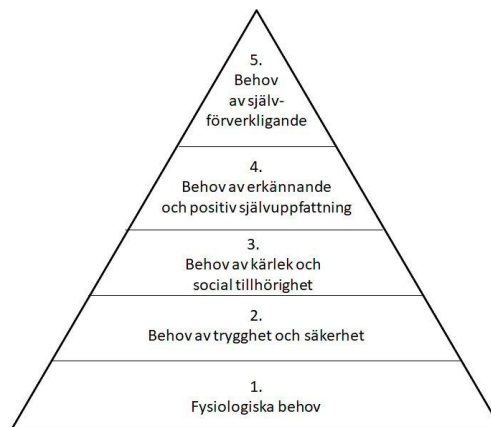 5.
Behov
av själv-
förverkligande
4.
Behov av erkännande
och positiv självuppfattning
3.
Behov av kärlek och
social tillhörighet
2.
Behov av trygghet och säkerhet
1.
Fysiologiska behov